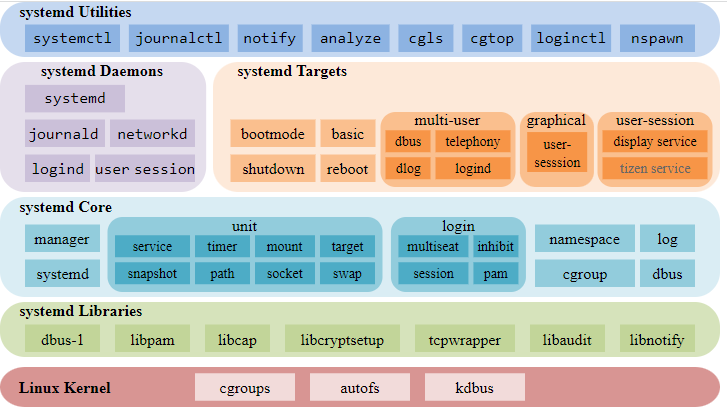 systemd Utilities
systemctl journalctl notify analyze cgls cgtop loginctl nspawn
systemd Daemons
systemd
journald networkd
logind user session
systemd Targets
bootmode basic
shutdown reboot
multi-user
dbus telephony
dlog logind
graphical
user-
sesssion
user-session
display service
tizen service
systemd Core
manager
systemd
unit
service timer mount target
snapshot path socket swap
login
multiseat inhibit
session pam
namespace log
cgroup dbus
systemd Libraries
dbus-1 libpam libcap libcryptsetup tcpwrapper libaudit libnotify
Linux Kernel cgroups autofs kdbus